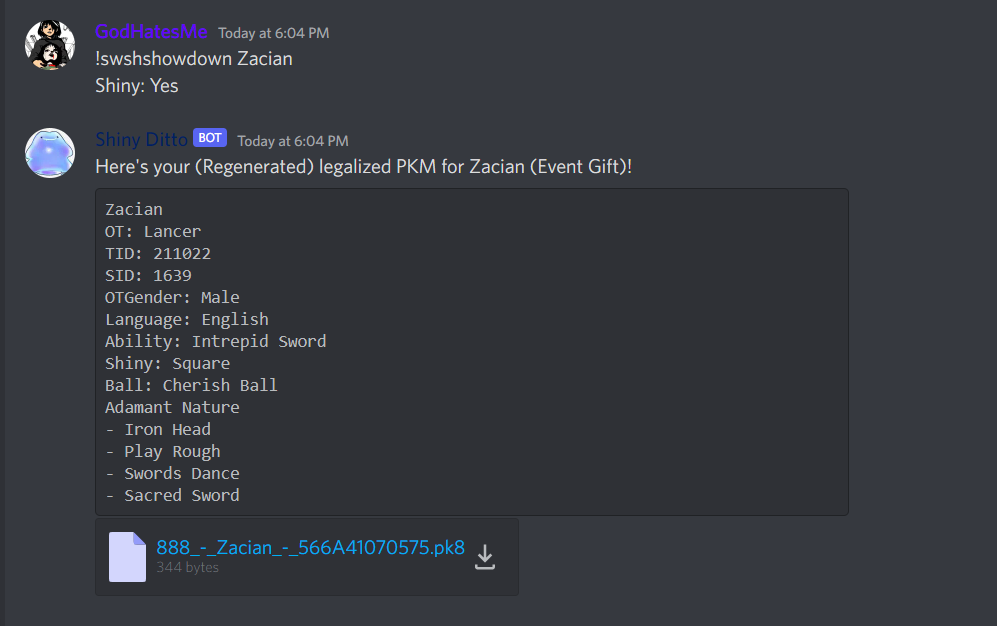 GodHatesMe Today at 6:04 PM
!swshshowdown Zacian
Shiny: Yes
Shiny Ditto BOT Today at 6:04 PM
Here's your (Regenerated) legalized PKM for Zacian (Event Gift)!
Zacian
OT: Lancer
TID: 211022
SID: 1639
OTGender: Male
Language: English
Ability: Intrepid Sword
Shiny: Square
Ball: Cherish Ball
Adamant Nature
- Iron Head
- Play Rough
- Swords Dance
- Sacred Sword
888_-_Zacian_-_566A41070575.pk8
344 bytes